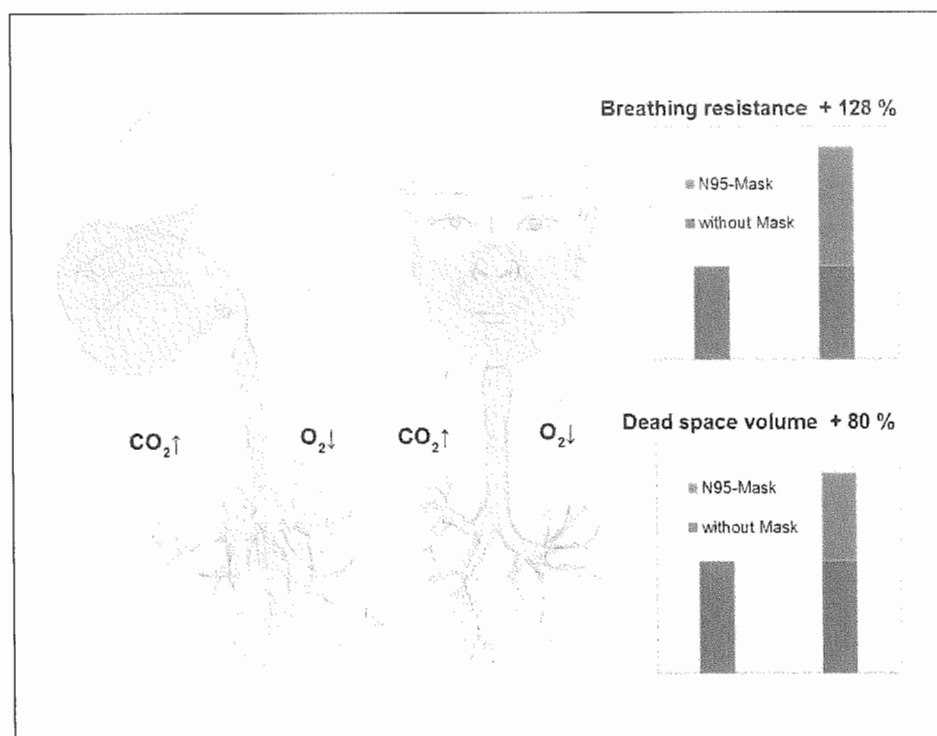 Breathing resistance + 128 %
N95-Mask
without Mask
CO₂↑
O₂↓
CO₂↑
O₂↓
Dead space volume + 80 %
N95-Mask
without Mask